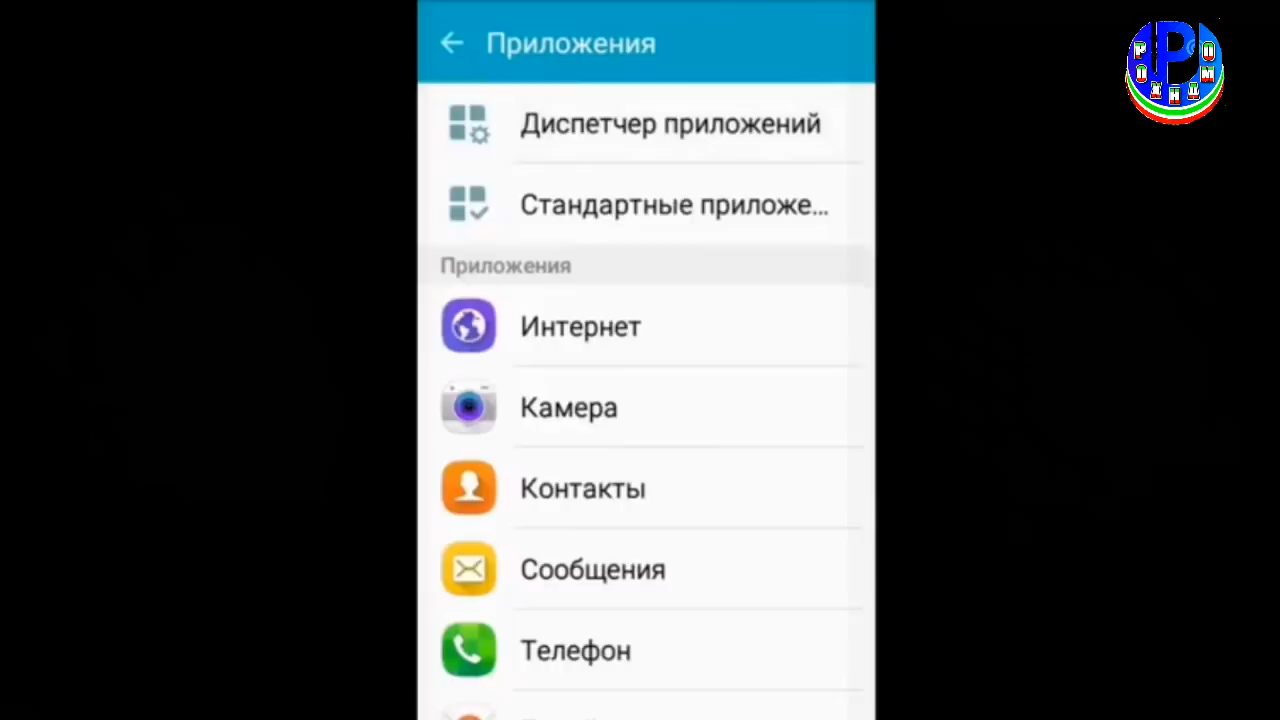 Приложения
Диспетчер приложений
Стандартные приложе...
Приложения
Интернет
Камера
Контакты
Сообщения
Телефон